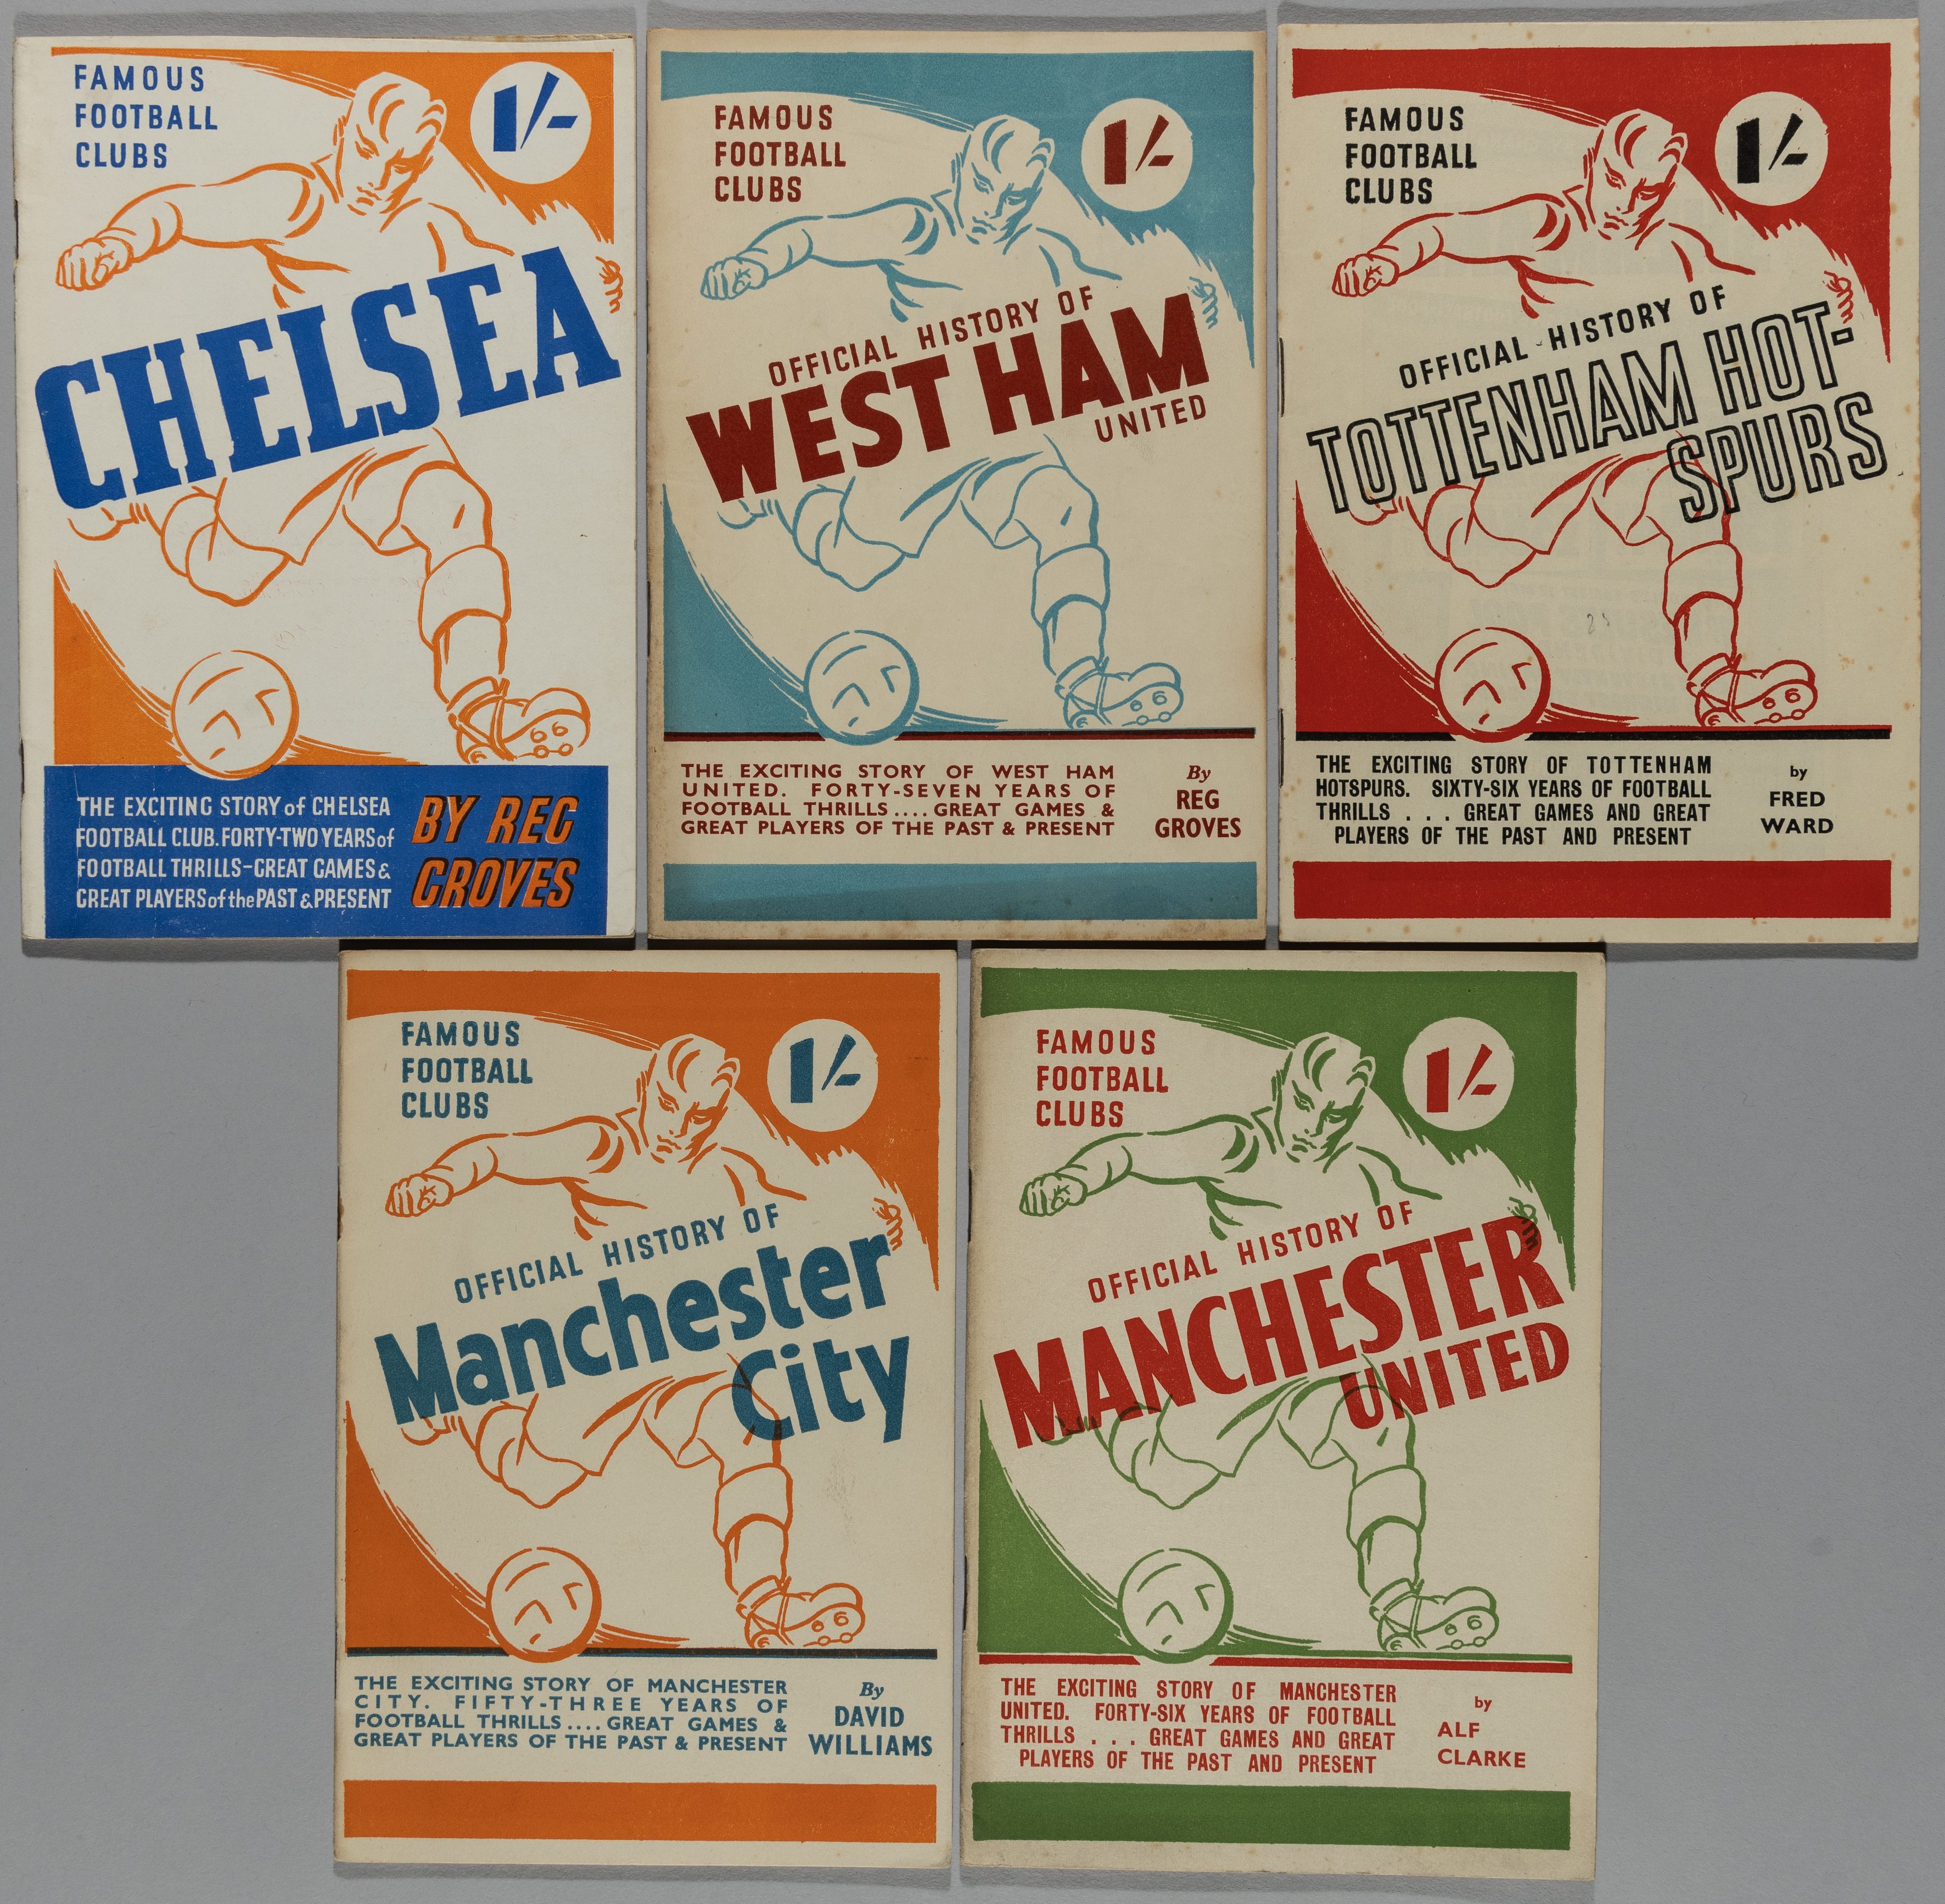 FAMOUS
FOOTBALL
CLUBS
1/-
CHELSEA
THE EXCITING STORY of CHELSEA
FOOTBALL CLUB. FORTY-TWO YEARS of
FOOTBALL THRILLS-GREAT GAMES &
GREAT PLAYERS of the PAST & PRESENT
BY REG
GROVES
FAMOUS
FOOTBALL
CLUBS
1/-
OFFICIAL HISTORY OF
WEST HAM
UNITED
THE EXCITING STORY OF WEST HAM
UNITED. FORTY-SEVEN YEARS OF
FOOTBALL THRILLS.... GREAT GAMES &
GREAT PLAYERS OF THE PAST & PRESENT
By
REG
GROVES
FAMOUS
FOOTBALL
CLUBS
1/-
OFFICIAL HISTORY OF
TOTTENHAM HOT-
SPURS
25
THE EXCITING STORY OF TOTTENHAM
HOTSPURS. SIXTY-SIX YEARS OF FOOTBALL
THRILLS . . . GREAT GAMES AND GREAT
PLAYERS OF THE PAST AND PRESENT
by
FRED
WARD
FAMOUS
FOOTBALL
CLUBS
1/-
OFFICIAL HISTORY OF
Manchester
City
THE EXCITING STORY OF MANCHESTER
CITY. FIFTY-THREE YEARS OF
FOOTBALL THRILLS.... GREAT GAMES &
GREAT PLAYERS OF THE PAST & PRESENT
By
DAVID
WILLIAMS
FAMOUS
FOOTBALL
CLUBS
1/-
OFFICIAL HISTORY OF
MANCHESTER
UNITED
THE EXCITING STORY OF MANCHESTER
UNITED. FORTY-SIX YEARS OF FOOTBALL
THRILLS . . . GREAT GAMES AND GREAT
PLAYERS OF THE PAST AND PRESENT
by
ALF
CLARKE